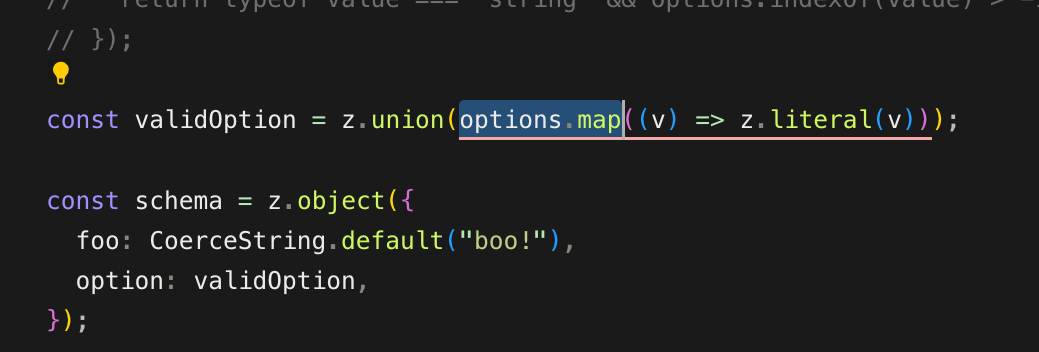 //   return typeof value === "string" && options.indexOf(value) >
// });
const validOption = z.union(options.map((v) => z.literal(v)));
const schema = z.object({
  foo: CoerceString.default("boo!"),
  option: validOption,
});